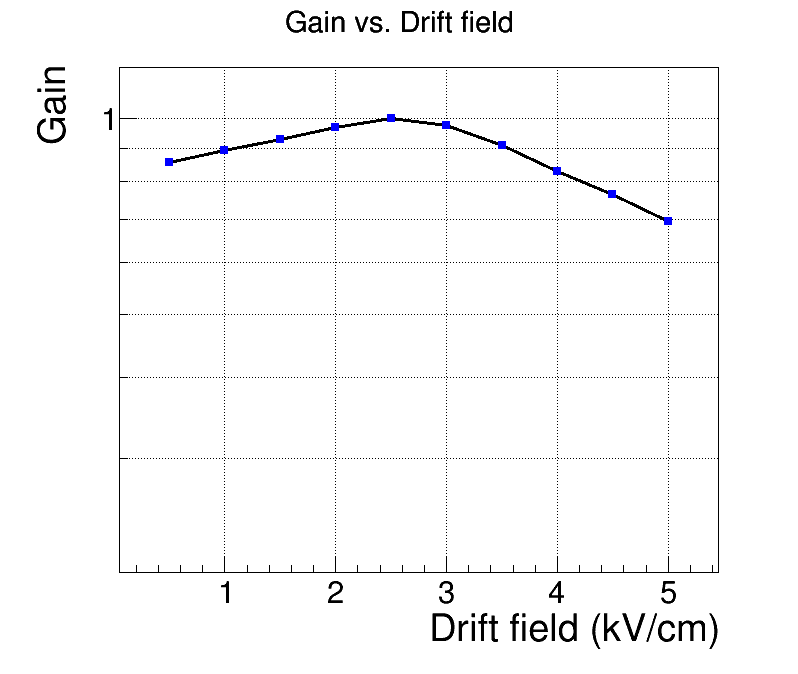 Gain vs. Drift field
Gain
1
1 2 3 4 5
Drift field (kV/cm)